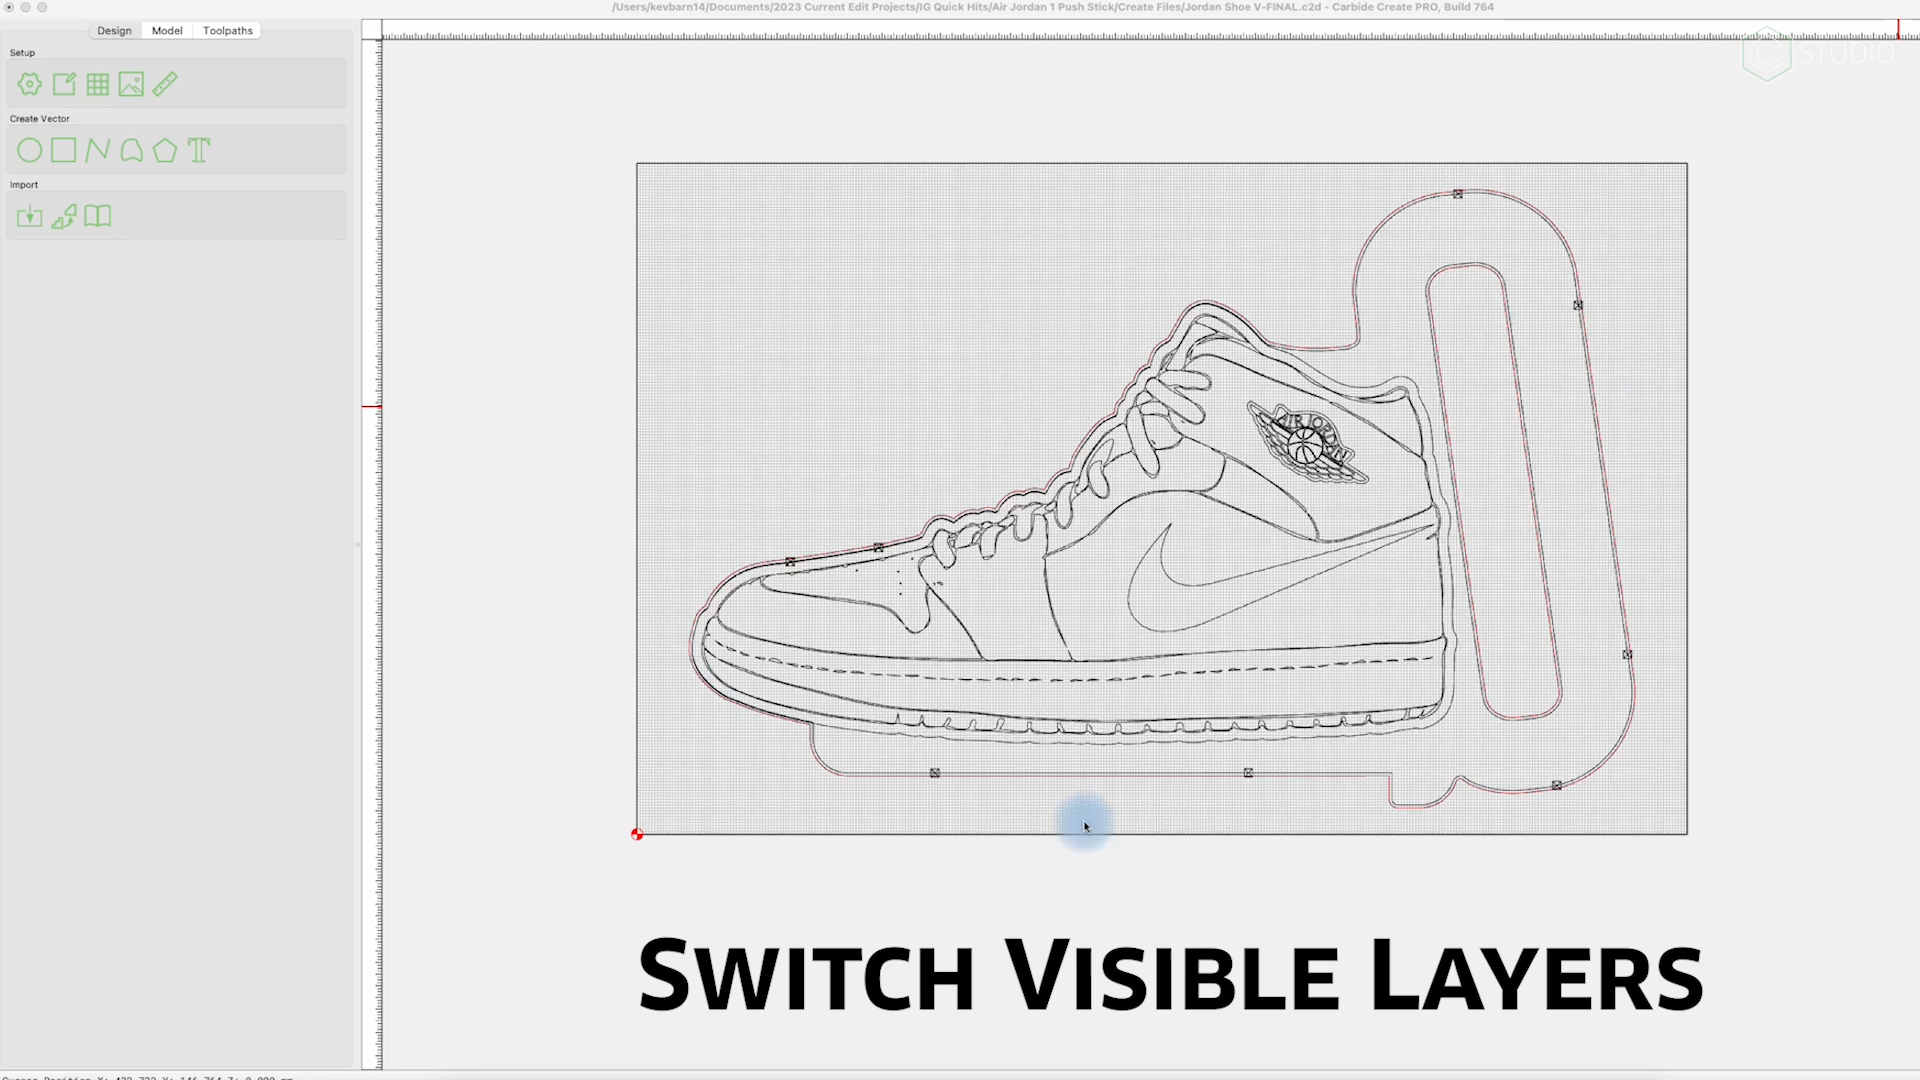 /Users/kevbarn14/Documents/2023 Current Edit Projects/IG Quick Hits/Air Jordan 1 Push Stick/Create Files/Jordan Shoe V-FINAL.c2d - Carbide Create PRO, Build 764
Design Model Toolpaths
Setup
STUDIO
Create Vector
Import
AIR JORDAN
SWITCH VISIBLE LAYERS